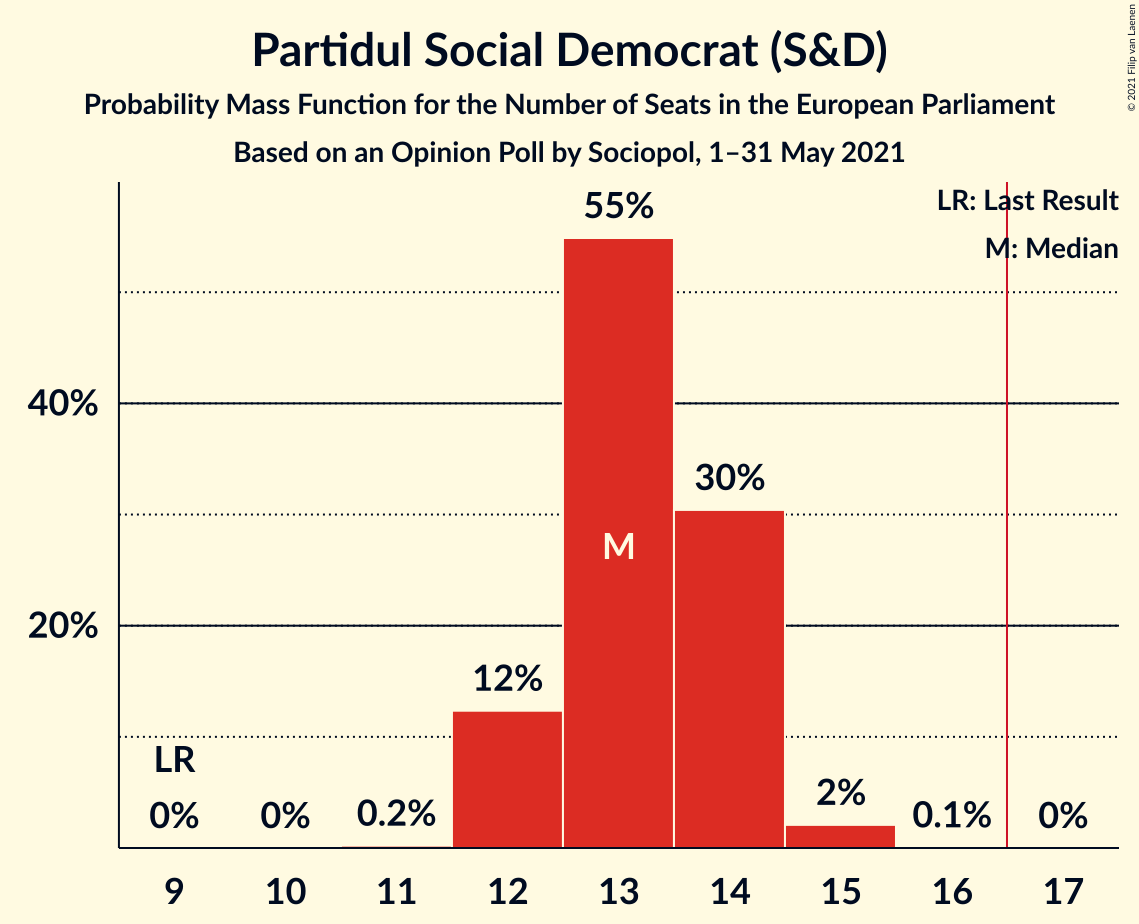 Partidul Social Democrat (S&D)
Probability Mass Function for the Number of Seats in the European Parliament
Based on an Opinion Poll by Sociopol, 1–31 May 2021
© 2021 Filip van Laenen
LR: Last Result
M: Median
55%
40%
30%
M
20%
12%
LR
0%
0%
0.2%
2%
0.1%
0%
9
10
11
12
13
14
15
16
17